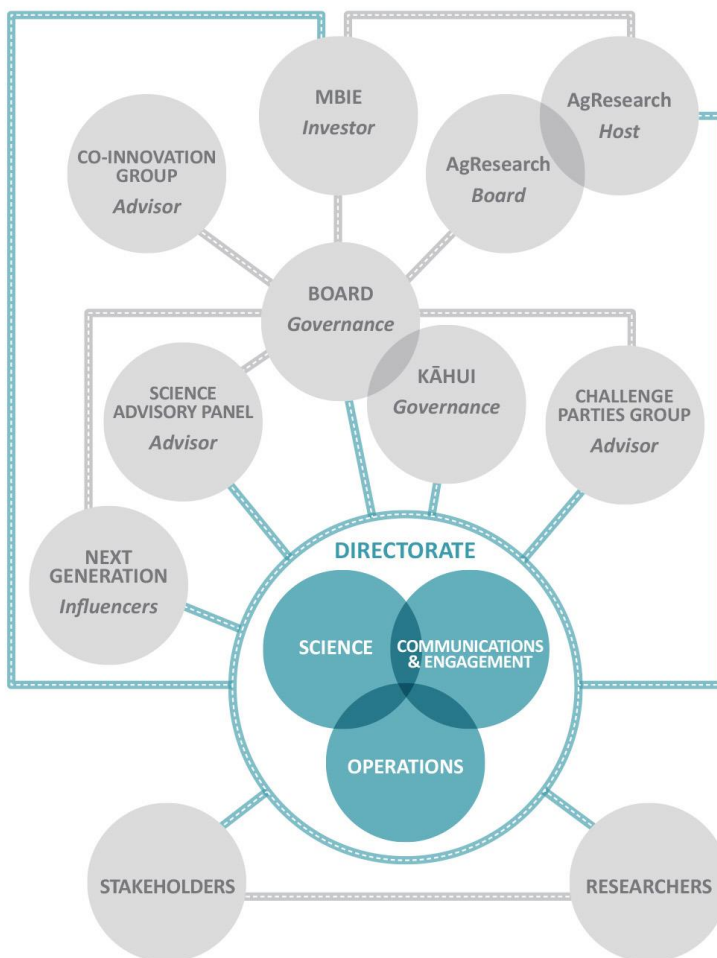 MBIE
Investor
AgResearch
Host
CO-INNOVATION
GROUP
Advisor
AgResearch
Board
BOARD
Governance
SCIENCE
ADVISORY PANEL
Advisor
KĀHUI
Governance
CHALLENGE
PARTIES GROUP
Advisor
NEXT
GENERATION
Influencers
DIRECTORATE
SCIENCE
COMMUNICATIONS
& ENGAGEMENT
OPERATIONS
STAKEHOLDERS
RESEARCHERS